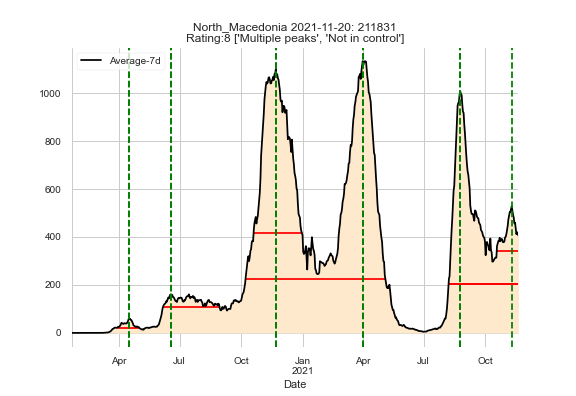 North_Macedonia 2021-11-20: 211831
Rating:8 ['Multiple peaks', 'Not in control']
Average-7d
1000
800
600
400
200
0
Apr Jul Oct Jan Apr Jul Oct
2021
Date